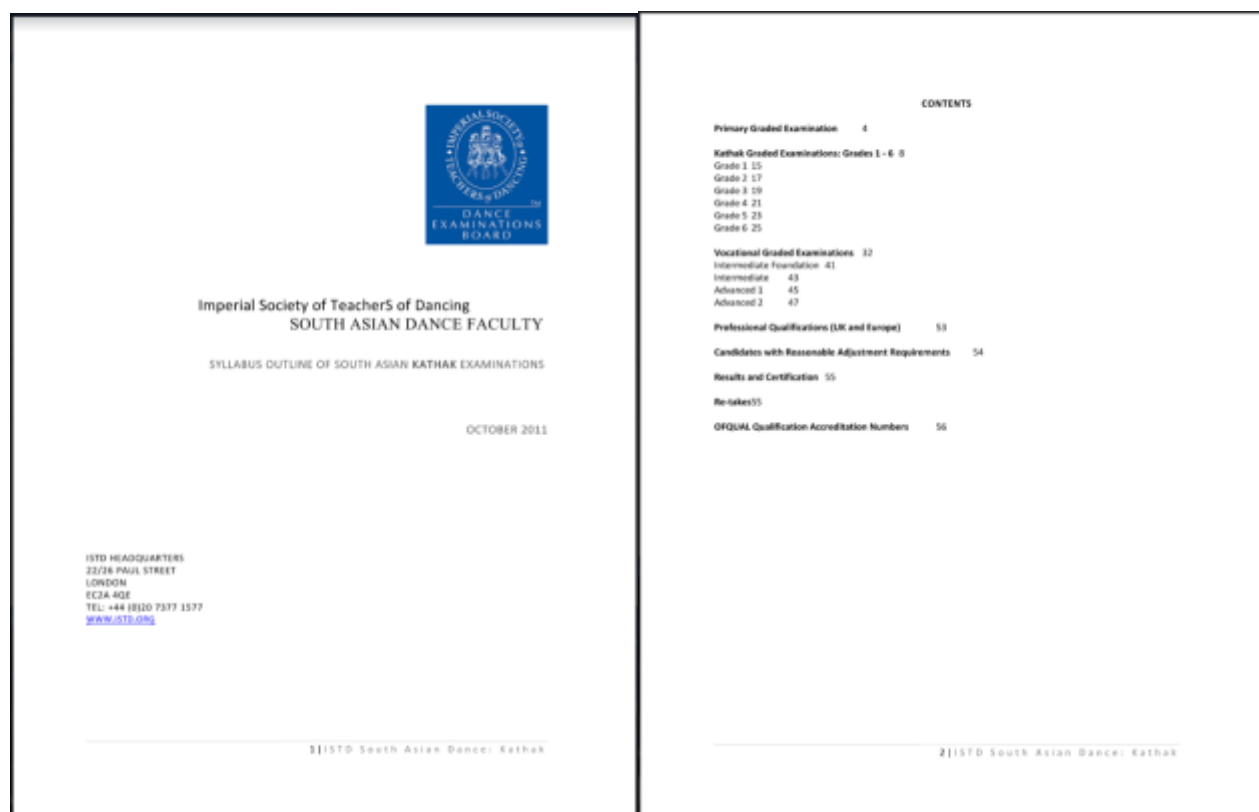 IMPERIAL SOCIETY
TEACHERS of DANCING
TM
DANCE
EXAMINATIONS
BOARD
Imperial Society of TeacherS of Dancing
SOUTH ASIAN DANCE FACULTY
SYLLABUS OUTLINE OF SOUTH ASIAN KATHAK EXAMINATIONS
OCTOBER 2011
ISTD HEADQUARTERS
22/26 PAUL STREET
LONDON
EC2A 4QE
TEL: +44 (0)20 7377 1577
WWW.ISTD.ORG
1|ISTD South Asian Dance: Kathak
CONTENTS
Primary Graded Examination 4
Kathak Graded Examinations: Grades 1 - 6 8
Grade 1 15
Grade 2 17
Grade 3 19
Grade 4 21
Grade 5 23
Grade 6 25
Vocational Graded Examinations 32
Intermediate Foundation 41
Intermediate 43
Advanced 1 45
Advanced 2 47
Professional Qualifications (UK and Europe) 53
Candidates with Reasonable Adjustment Requirements 54
Results and Certification 55
Re-takes55
OFQUAL Qualification Accreditation Numbers 56
2|ISTD South Asian Dance: Kathak